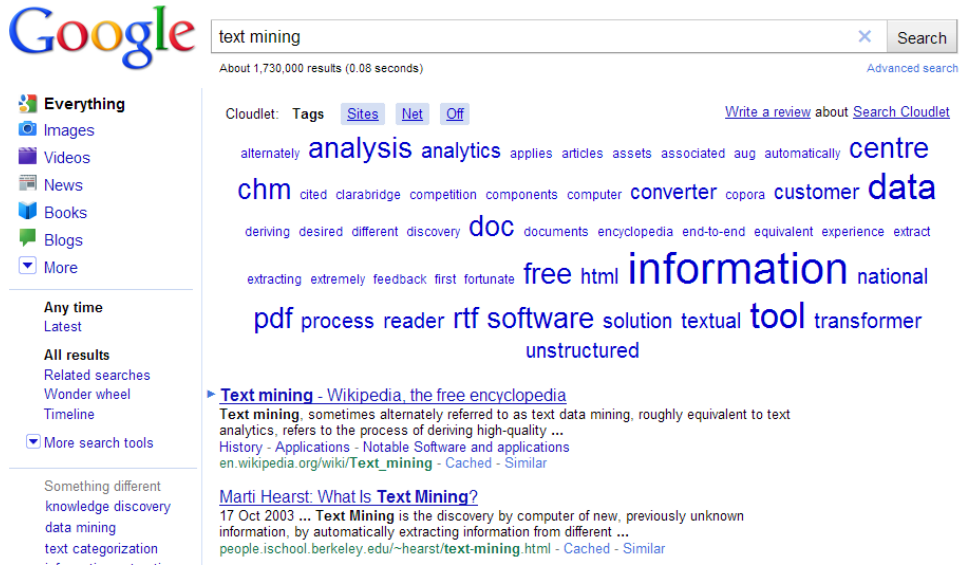 Google
text mining × Search
About 1,730,000 results (0.08 seconds) Advanced search
Everything
Images
Videos
News
Books
Blogs
More
Any time
Latest
All results
Related searches
Wonder wheel
Timeline
More search tools
Something different
knowledge discovery
data mining
text categorization
Cloudlet: Tags Sites Net Off Write a review about Search Cloudlet
alternately analysis analytics applies articles assets associated aug automatically centre
chm cited clarabridge competition components computer converter copora customer data
deriving desired different discovery doc documents encyclopedia end-to-end equivalent experience extract
extracting extremely feedback first fortunate free html information national
pdf process reader rtf software solution textual tool transformer
unstructured
Text mining - Wikipedia, the free encyclopedia
Text mining, sometimes alternately referred to as text data mining, roughly equivalent to text
analytics, refers to the process of deriving high-quality ...
History - Applications - Notable Software and applications
en.wikipedia.org/wiki/Text_mining - Cached - Similar
Marti Hearst: What Is Text Mining?
17 Oct 2003 ... Text Mining is the discovery by computer of new, previously unknown
information, by automatically extracting information from different ...
people.ischool.berkeley.edu/~hearst/text-mining.html - Cached - Similar